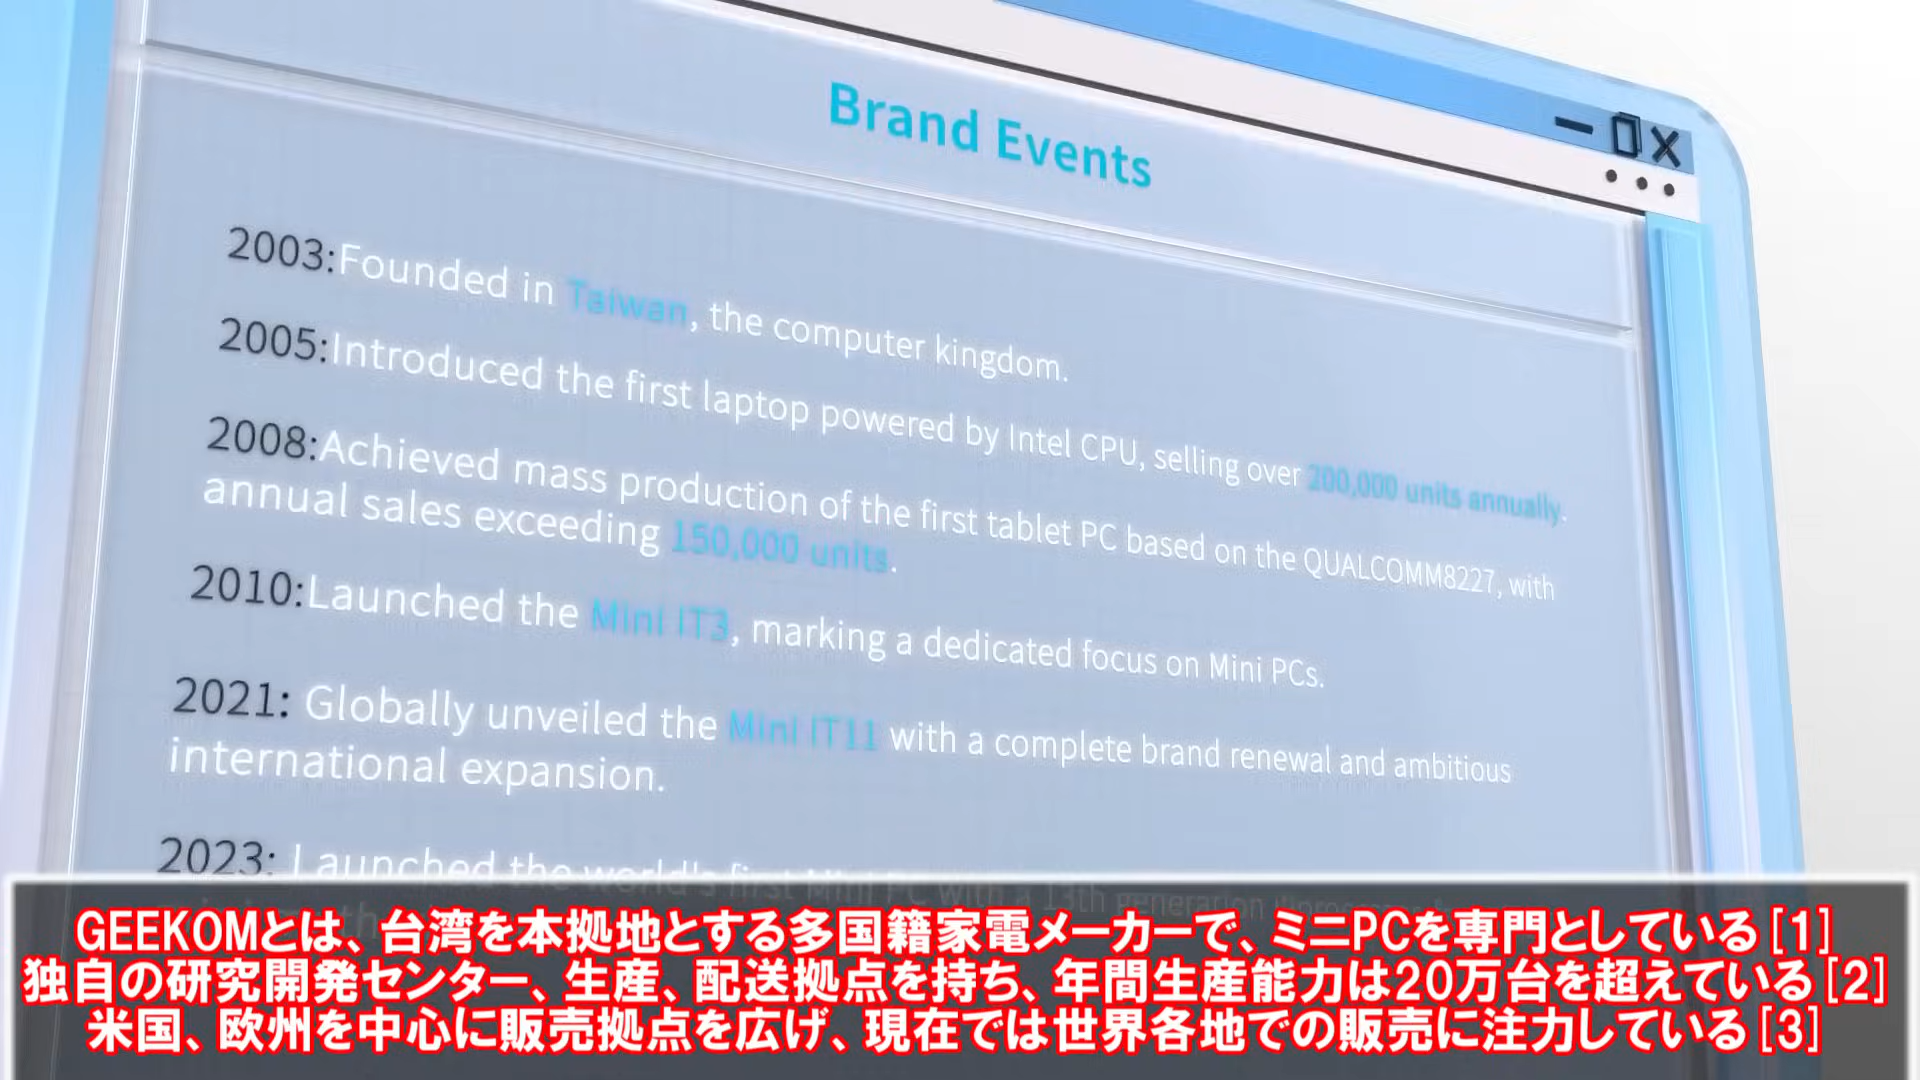 Brand Events
2003:Founded in Taiwan, the computer kingdom.
2005:Introduced the first laptop powered by Intel CPU, selling over 200,000 units annually.
2008:Achieved mass production of the first tablet PC based on the QUALCOMM8227, with
annual sales exceeding 150,000 units.
2010:Launched the Mini IT3, marking a dedicated focus on Mini PCs.
2021: Globally unveiled the Mini IT11 with a complete brand renewal and ambitious
international expansion.
2023: Launched the world's first Mini PC with a 13th generation
GEEKOMとは、台湾を本拠地とする多国籍家電メーカーで、ミニPCを専門としている[1]
独自の研究開発センター、生産、配送拠点を持ち、年間生産能力は20万台を超えている[2]
米国、欧州を中心に販売拠点を広げ、現在では世界各地での販売に注力している[3]